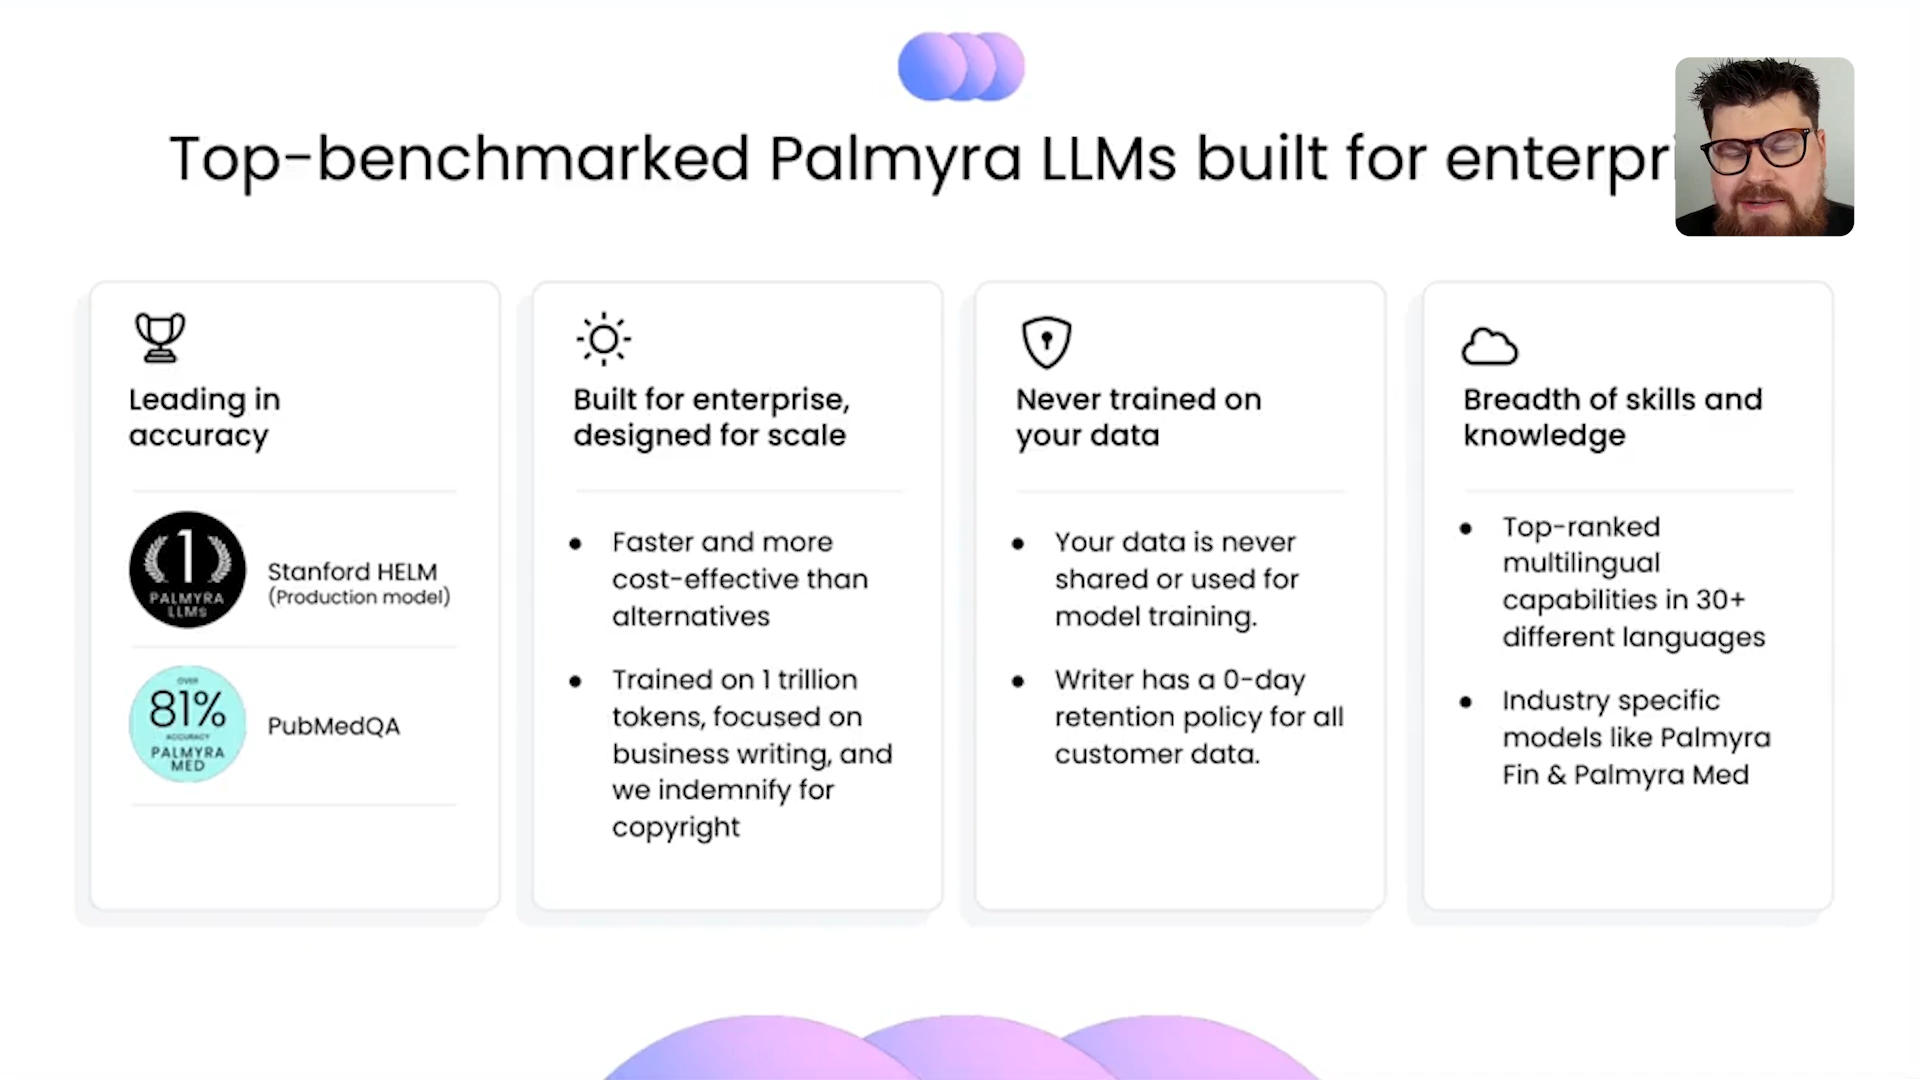 Top-benchmarked Palmyra LLMs built for enterpri
Leading in
accuracy
1
PALMYRA
LLMs
Stanford HELM
(Production model)
OVER
81%
ACCURACY
PALMYRA
MED
PubMedQA
Built for enterprise,
designed for scale
● Faster and more
cost-effective than
alternatives
● Trained on 1 trillion
tokens, focused on
business writing, and
we indemnify for
copyright
Never trained on
your data
● Your data is never
shared or used for
model training.
● Writer has a 0-day
retention policy for all
customer data.
Breadth of skills and
knowledge
● Top-ranked
multilingual
capabilities in 30+
different languages
● Industry specific
models like Palmyra
Fin & Palmyra Med